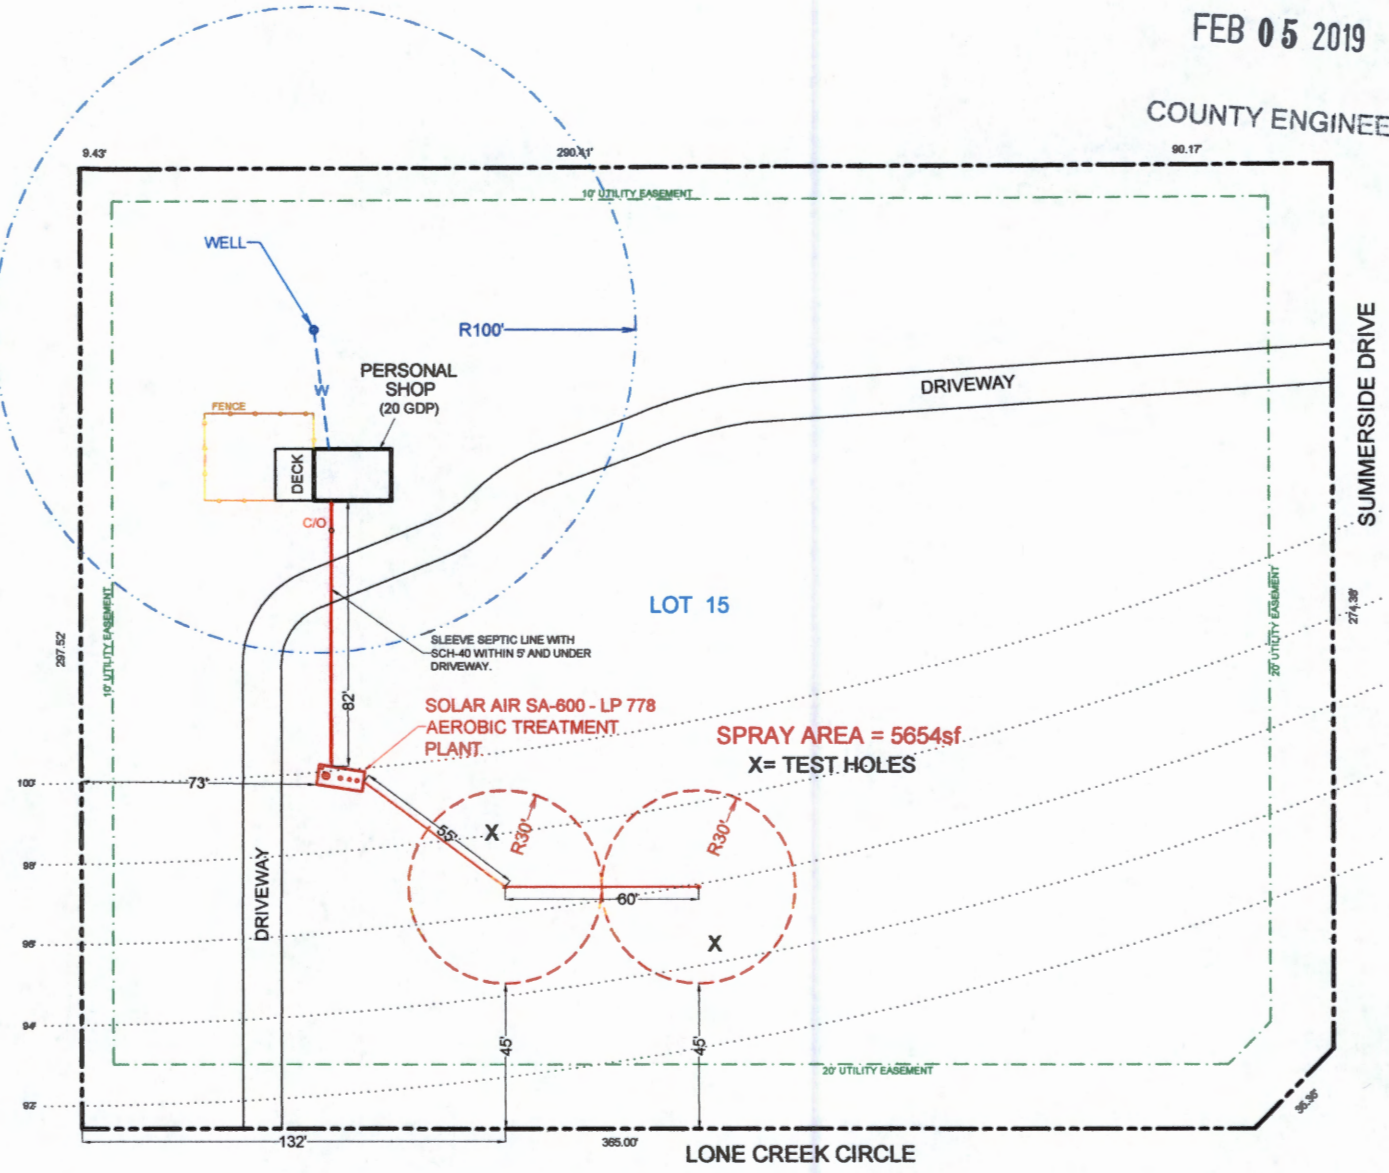 FEB 05 2019
COUNTY ENGINEE
9.43'
290.41'
90.17'
10' UTILITY EASEMENT
WELL
R100'
PERSONAL
SHOP
(20 GDP)
DRIVEWAY
SUMMERSIDE DRIVE
W
FENCE
DECK
C/O
LOT 15
297.52'
10' UTILITY EASEMENT
20' UTILITY EASEMENT
274.38'
SLEEVE SEPTIC LINE WITH
SCH-40 WITHIN 5' AND UNDER
DRIVEWAY.
82'
SOLAR AIR SA-600 - LP 778
AEROBIC TREATMENT
PLANT
SPRAY AREA = 5654sf
X= TEST HOLES
100'
73'
55'
X
R30'
R30'
98'
DRIVEWAY
60'
96'
X
94'
45'
45'
20' UTILITY EASEMENT
92'
36.36'
132'
365.00'
LONE CREEK CIRCLE